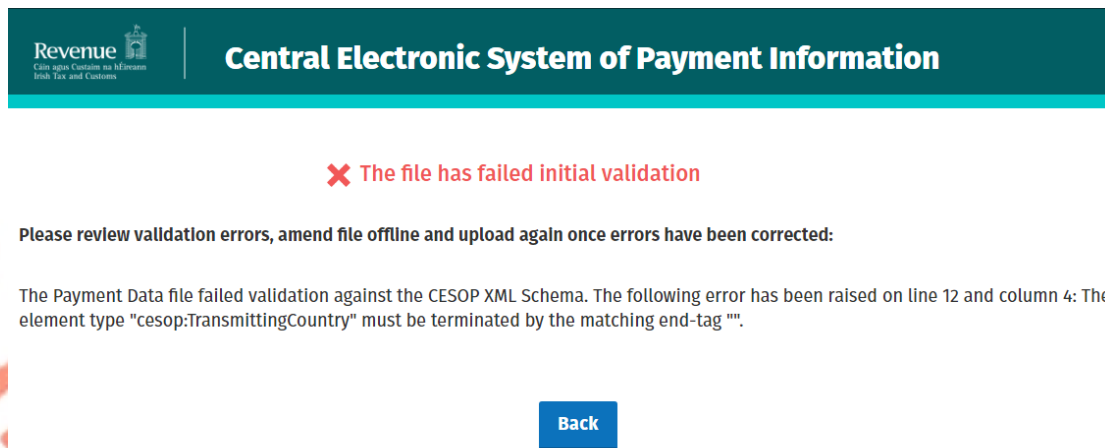 Revenue
Cáin agus Custaim na hÉireann
Irish Tax and Customs
Central Electronic System of Payment Information
The file has failed initial validation
Please review validation errors, amend file offline and upload again once errors have been corrected:
The Payment Data file failed validation against the CESOP XML Schema. The following error has been raised on line 12 and column 4: The
element type "cesop:TransmittingCountry" must be terminated by the matching end-tag "".
Back